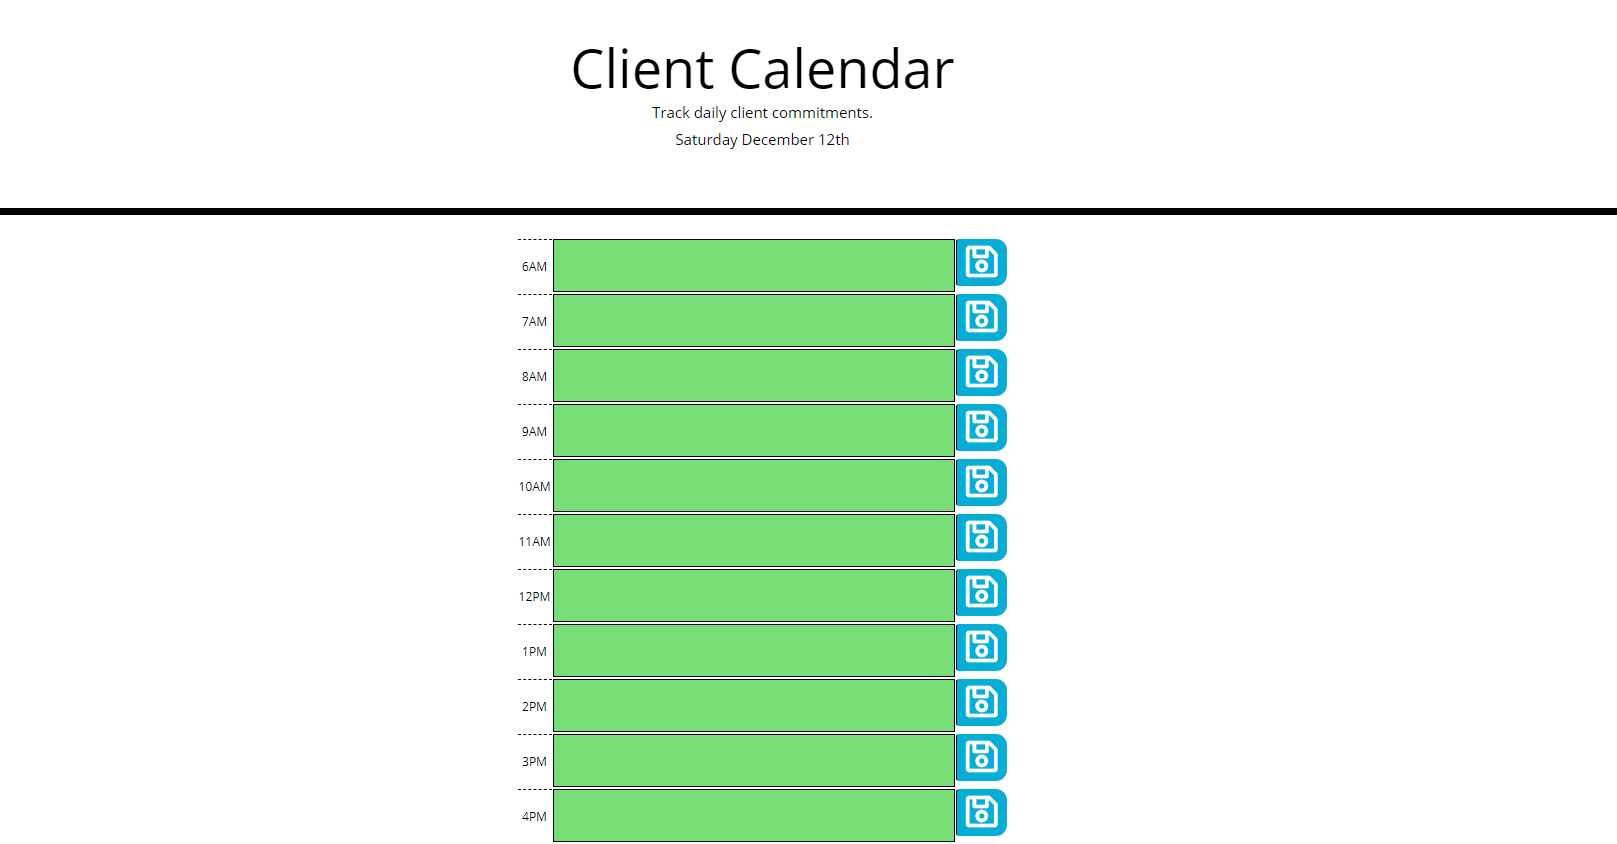 Client Calendar
Track daily client commitments.
Saturday December 12th
6AM
7AM
8AM
9AM
10AM
11AM
12PM
1PM
2PM
3PM
4PM